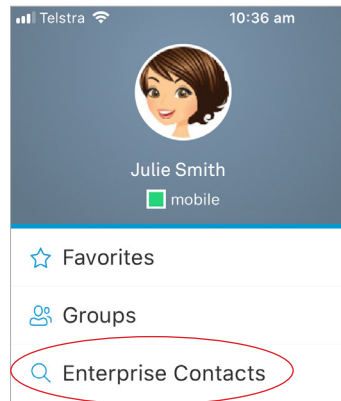 Telstra 10:36 am
Julie Smith
mobile
Favorites
Groups
Enterprise Contacts